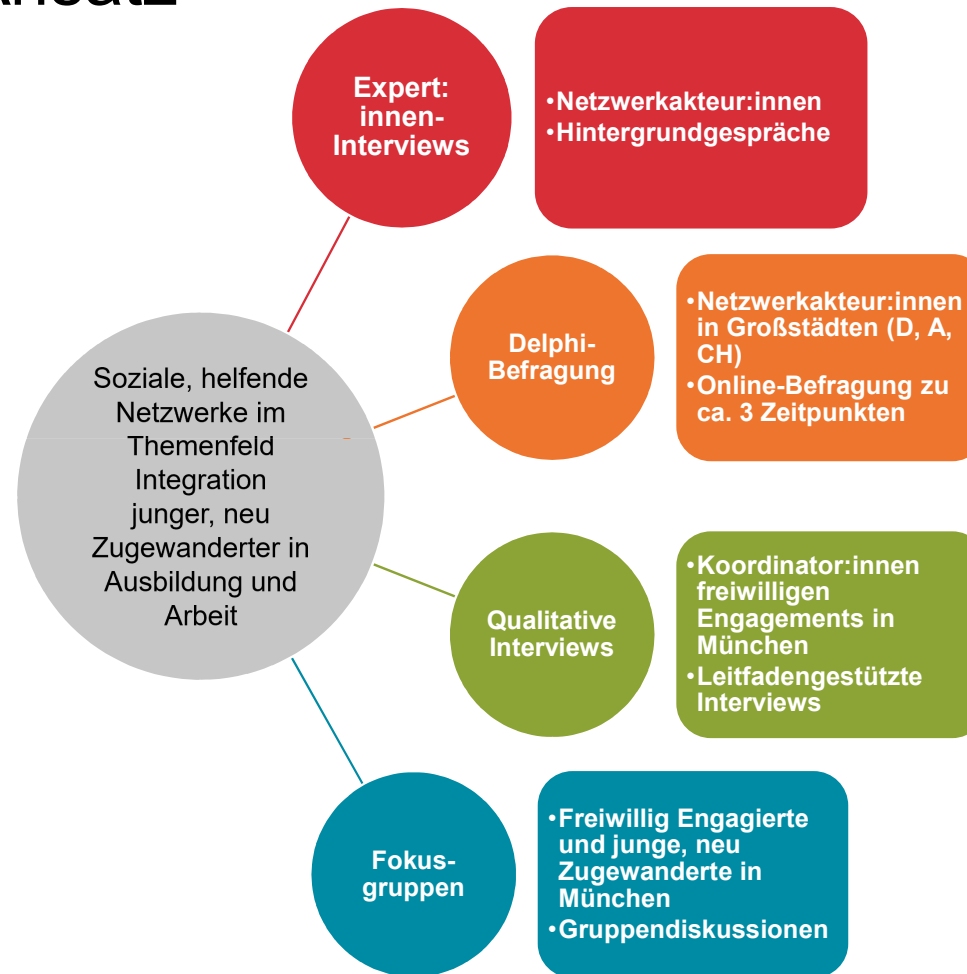 Soziale, helfende
Netzwerke im
Themenfeld
Integration
junger, neu
Zugewanderter in
Ausbildung und
Arbeit
Expert:
innen-
Interviews
•Netzwerkakteur:innen
•Hintergrundgespräche
Delphi-
Befragung
•Netzwerkakteur:innen
in Großstädten (D, A,
CH)
•Online-Befragung zu
ca. 3 Zeitpunkten
Qualitative
Interviews
•Koordinator:innen
freiwilligen
Engagements in
München
•Leitfadengestützte
Interviews
Fokus-
gruppen
•Freiwillig Engagierte
und junge, neu
Zugewanderte in
München
•Gruppendiskussionen